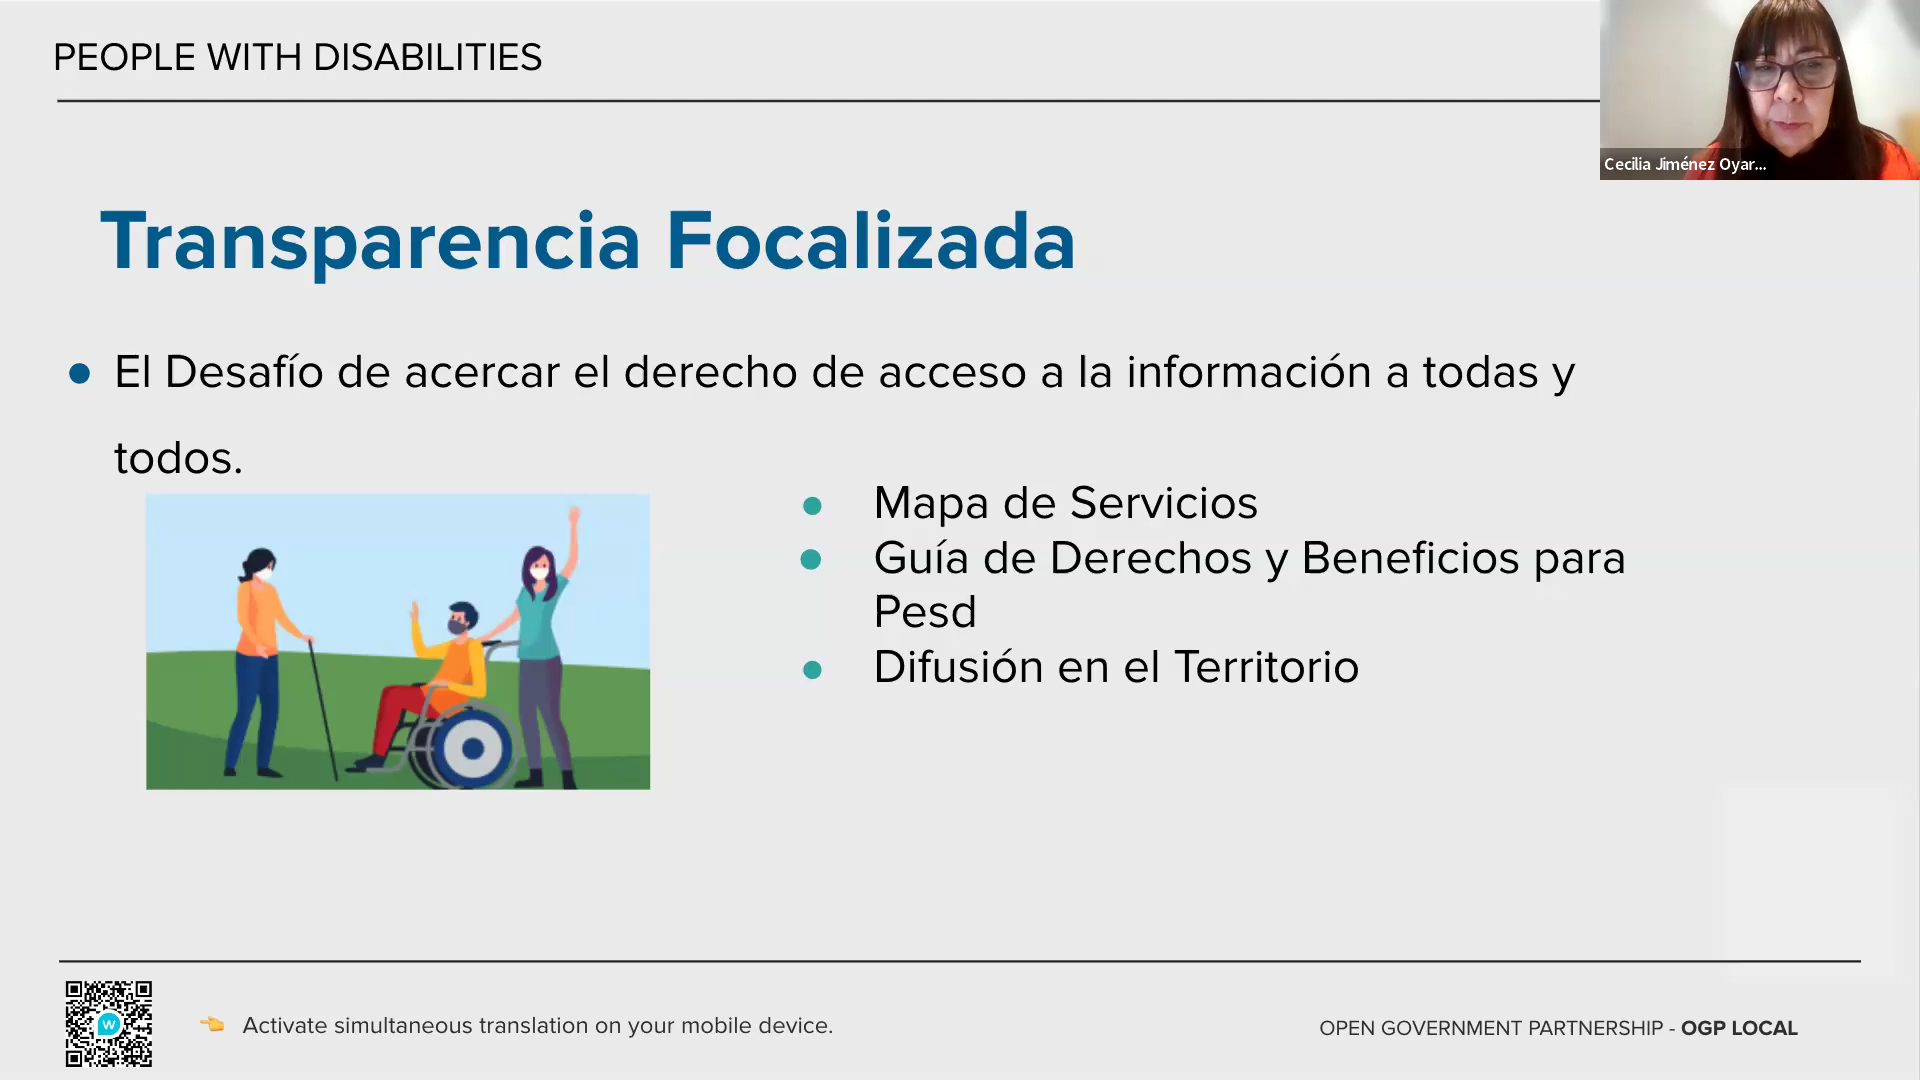 PEOPLE WITH DISABILITIES
Cecilia Jiménez Oyar...
Transparencia Focalizada
● El Desafío de acercar el derecho de acceso a la información a todas y
todos.
● Mapa de Servicios
● Guía de Derechos y Beneficios para
Pesd
● Difusión en el Territorio
w
👈 Activate simultaneous translation on your mobile device.
OPEN GOVERNMENT PARTNERSHIP - OGP LOCAL